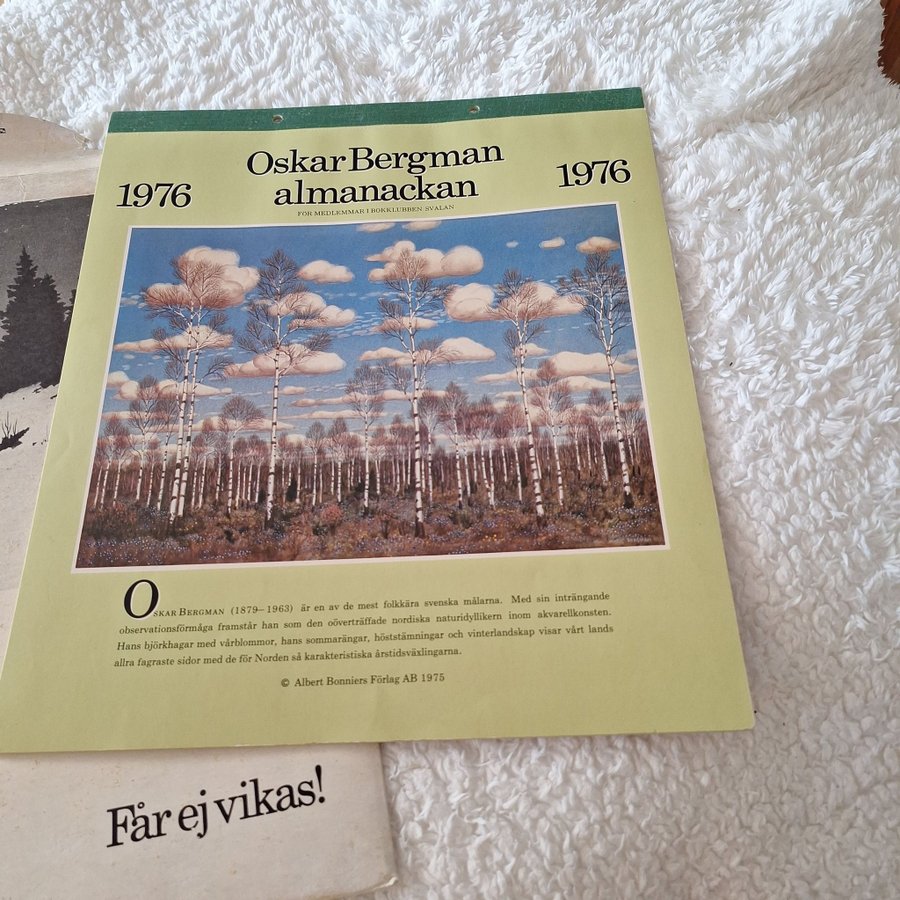 Oskar Bergman
1976 almanackan 1976
FÖR MEDLEMMAR I BOKKLUBBEN SVALAN
OSKAR BERGMAN (1879–1963) är en av de mest folkkära svenska målarna. Med sin inträngande
observationsförmåga framstår han som den oöverträffade nordiska naturidyllikern inom akvarellkonsten.
Hans björkhagar med vårblommor, hans sommarängar, höststämningar och vinterlandskap visar vårt lands
allra fagraste sidor med de för Norden så karakteristiska årstidsväxlingarna.
© Albert Bonniers Förlag AB 1975
Får ej vikas!